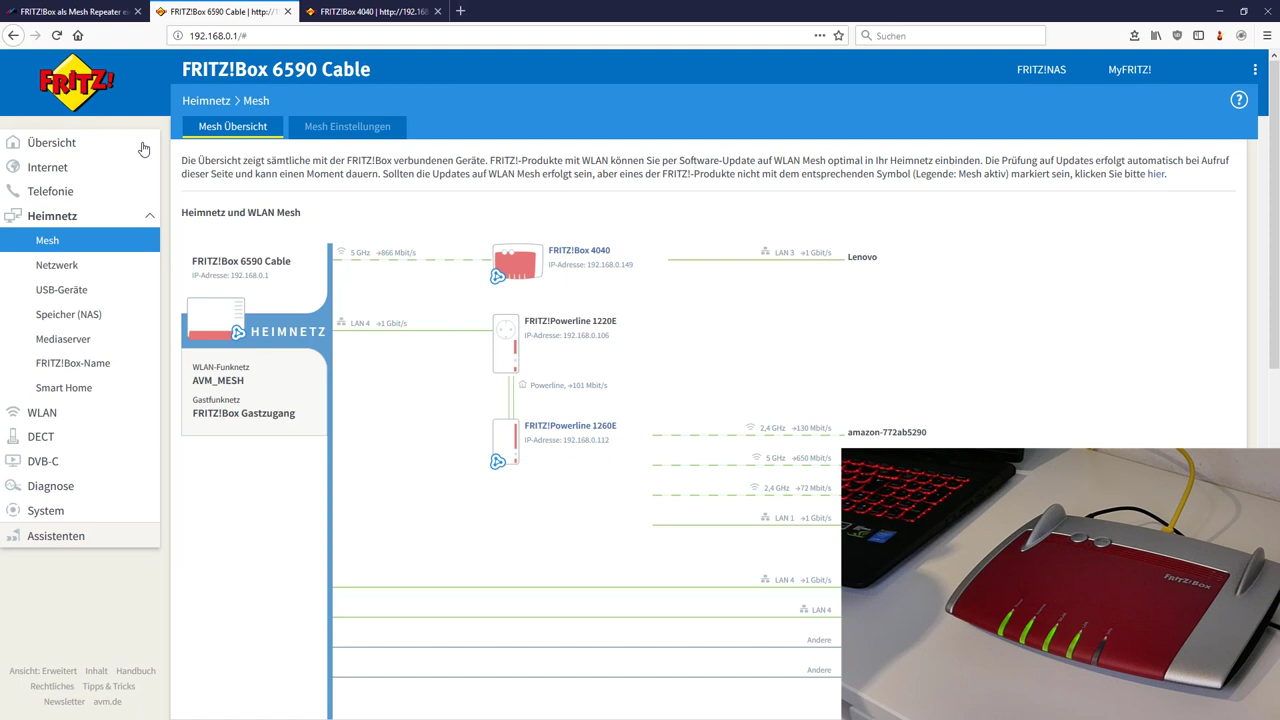 FRITZ!Box als Mesh Repeater e
FRITZ!Box 6590 Cable | http://1
FRITZ!Box 4040 | http://192.168
192.168.0.1/#
Suchen
FRITZ!
FRITZ!Box 6590 Cable
FRITZ!NAS
MyFRITZ!
Heimnetz > Mesh
Mesh Übersicht
Mesh Einstellungen
Übersicht
Internet
Telefonie
Heimnetz
Mesh
Netzwerk
USB-Geräte
Speicher (NAS)
Mediaserver
FRITZ!Box-Name
Smart Home
WLAN
DECT
DVB-C
Diagnose
System
Assistenten
Ansicht: Erweitert Inhalt Handbuch
Rechtliches Tipps & Tricks
Newsletter avm.de
Die Übersicht zeigt sämtliche mit der FRITZ!Box verbundenen Geräte. FRITZ!-Produkte mit WLAN können Sie per Software-Update auf WLAN Mesh optimal in Ihr Heimnetz einbinden. Die Prüfung auf Updates erfolgt automatisch bei Aufruf
dieser Seite und kann einen Moment dauern. Sollten die Updates auf WLAN Mesh erfolgt sein, aber eines der FRITZ!-Produkte nicht mit dem entsprechenden Symbol (Legende: Mesh aktiv) markiert sein, klicken Sie bitte hier.
Heimnetz und WLAN Mesh
FRITZ!Box 6590 Cable
IP-Adresse: 192.168.0.1
HEIMNETZ
WLAN-Funknetz
AVM_MESH
Gastfunknetz
FRITZ!Box Gastzugang
5 GHz →866 Mbit/s
FRITZ!Box 4040
IP-Adresse: 192.168.0.149
LAN 3 →1 Gbit/s
Lenovo
LAN 4 →1 Gbit/s
FRITZ!Powerline 1220E
IP-Adresse: 192.168.0.106
Powerline, →101 Mbit/s
FRITZ!Powerline 1260E
IP-Adresse: 192.168.0.112
2,4 GHz →130 Mbit/s
amazon-772ab5290
5 GHz →650 Mbit/s
2,4 GHz →72 Mbit/s
LAN 1 →1 Gbit/s
LAN 4 →1 Gbit/s
LAN 4
Andere
Andere
FRITZ!Box